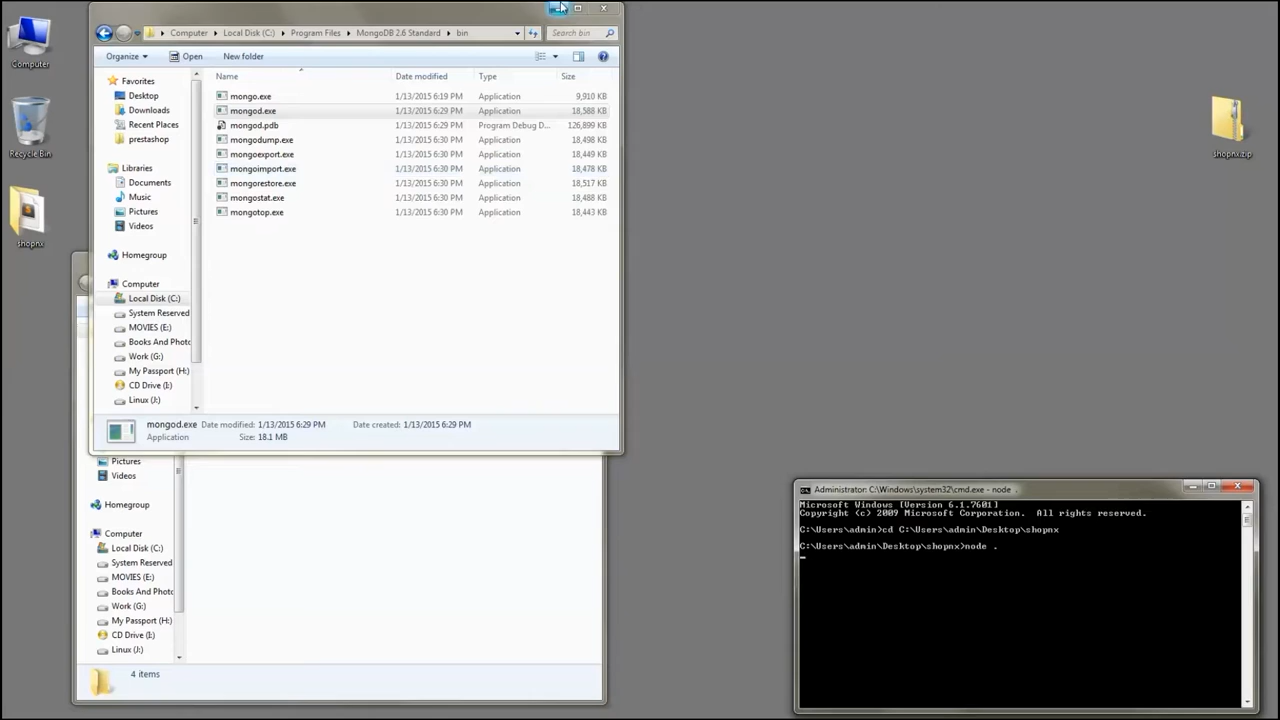 Computer
Recycle Bin
shopnx
Computer
Local Disk (C:)
Program Files
MongoDB 2.6 Standard
bin
Search bin
Organize
Open
New folder
Favorites
Desktop
Downloads
Recent Places
prestashop
Libraries
Documents
Music
Pictures
Videos
Homegroup
Computer
Local Disk (C:)
System Reserved
MOVIES (E:)
Books And Photo
Work (G:)
My Passport (H:)
CD Drive (I:)
Linux (J:)
Name Date modified Type Size
mongo.exe 1/13/2015 6:19 PM Application 9,910 KB
mongod.exe 1/13/2015 6:29 PM Application 18,588 KB
mongod.pdb 1/13/2015 6:29 PM Program Debug D... 126,899 KB
mongodump.exe 1/13/2015 6:30 PM Application 18,498 KB
mongoexport.exe 1/13/2015 6:30 PM Application 18,449 KB
mongoimport.exe 1/13/2015 6:30 PM Application 18,478 KB
mongorestore.exe 1/13/2015 6:30 PM Application 18,517 KB
mongostat.exe 1/13/2015 6:30 PM Application 18,488 KB
mongotop.exe 1/13/2015 6:30 PM Application 18,443 KB
mongod.exe Date modified: 1/13/2015 6:29 PM Date created: 1/13/2015 6:29 PM
Application Size: 18.1 MB
Pictures
Videos
Homegroup
Computer
Local Disk (C:)
System Reserved
MOVIES (E:)
Books And Photo
Work (G:)
My Passport (H:)
CD Drive (I:)
Linux (J:)
4 items
shopnx.zip
Administrator: C:\Windows\system32\cmd.exe - node .
Microsoft Windows [Version 6.1.7601]
Copyright (c) 2009 Microsoft Corporation. All rights reserved.
C:\Users\admin>cd C:\Users\admin\Desktop\shopnx
C:\Users\admin\Desktop\shopnx>node .